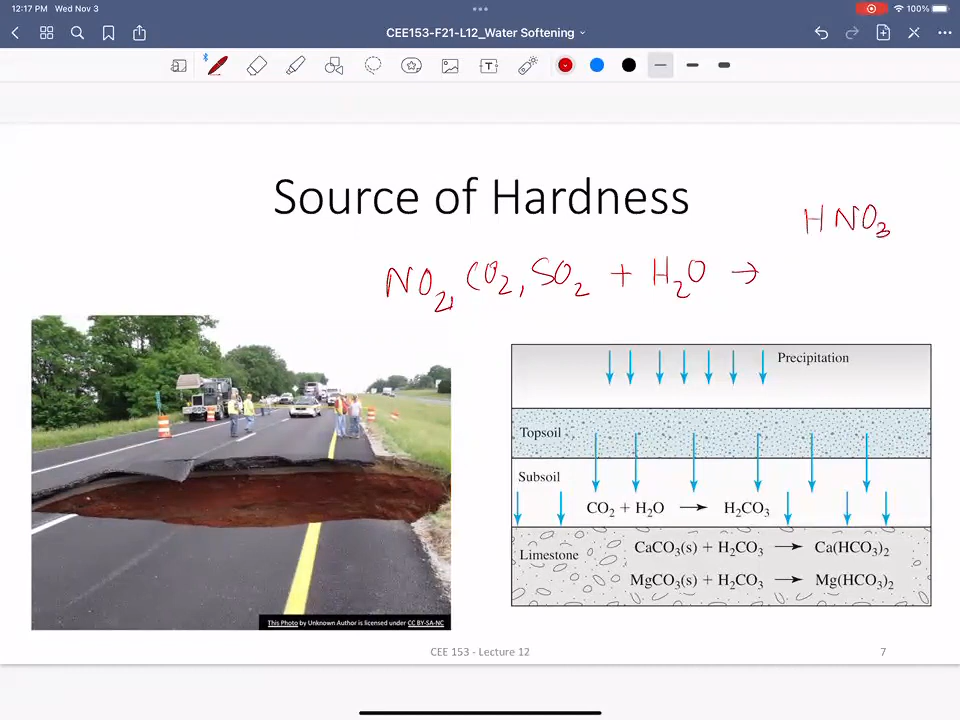 12:17 PM Wed Nov 3
100%
CEE153-F21-L12_Water Softening
T
Source of Hardness
HNO3
NO2, CO2, SO2 + H2O →
Precipitation
Topsoil
Subsoil
CO2 + H2O → H2CO3
Limestone
CaCO3(s) + H2CO3 → Ca(HCO3)2
MgCO3(s) + H2CO3 → Mg(HCO3)2
This Photo by Unknown Author is licensed under CC BY-SA-NC
CEE 153 - Lecture 12
7